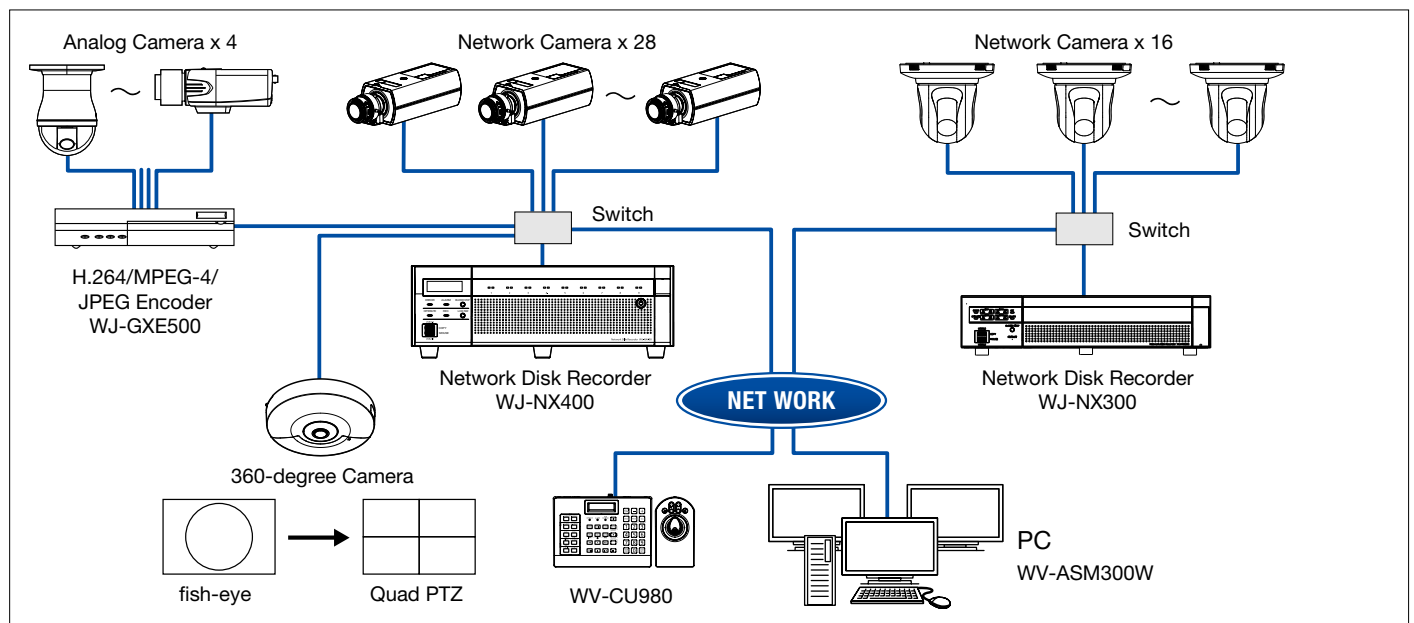 Analog Camera x 4
Network Camera x 28
Network Camera x 16
Switch
Switch
H.264/MPEG-4/
JPEG Encoder
WJ-GXE500
Network Disk Recorder
WJ-NX400
Network Disk Recorder
WJ-NX300
NET WORK
360-degree Camera
fish-eye
Quad PTZ
WV-CU980
PC
WV-ASM300W